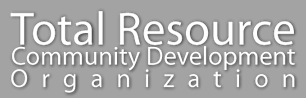 Total Resource
Community Development
Organization